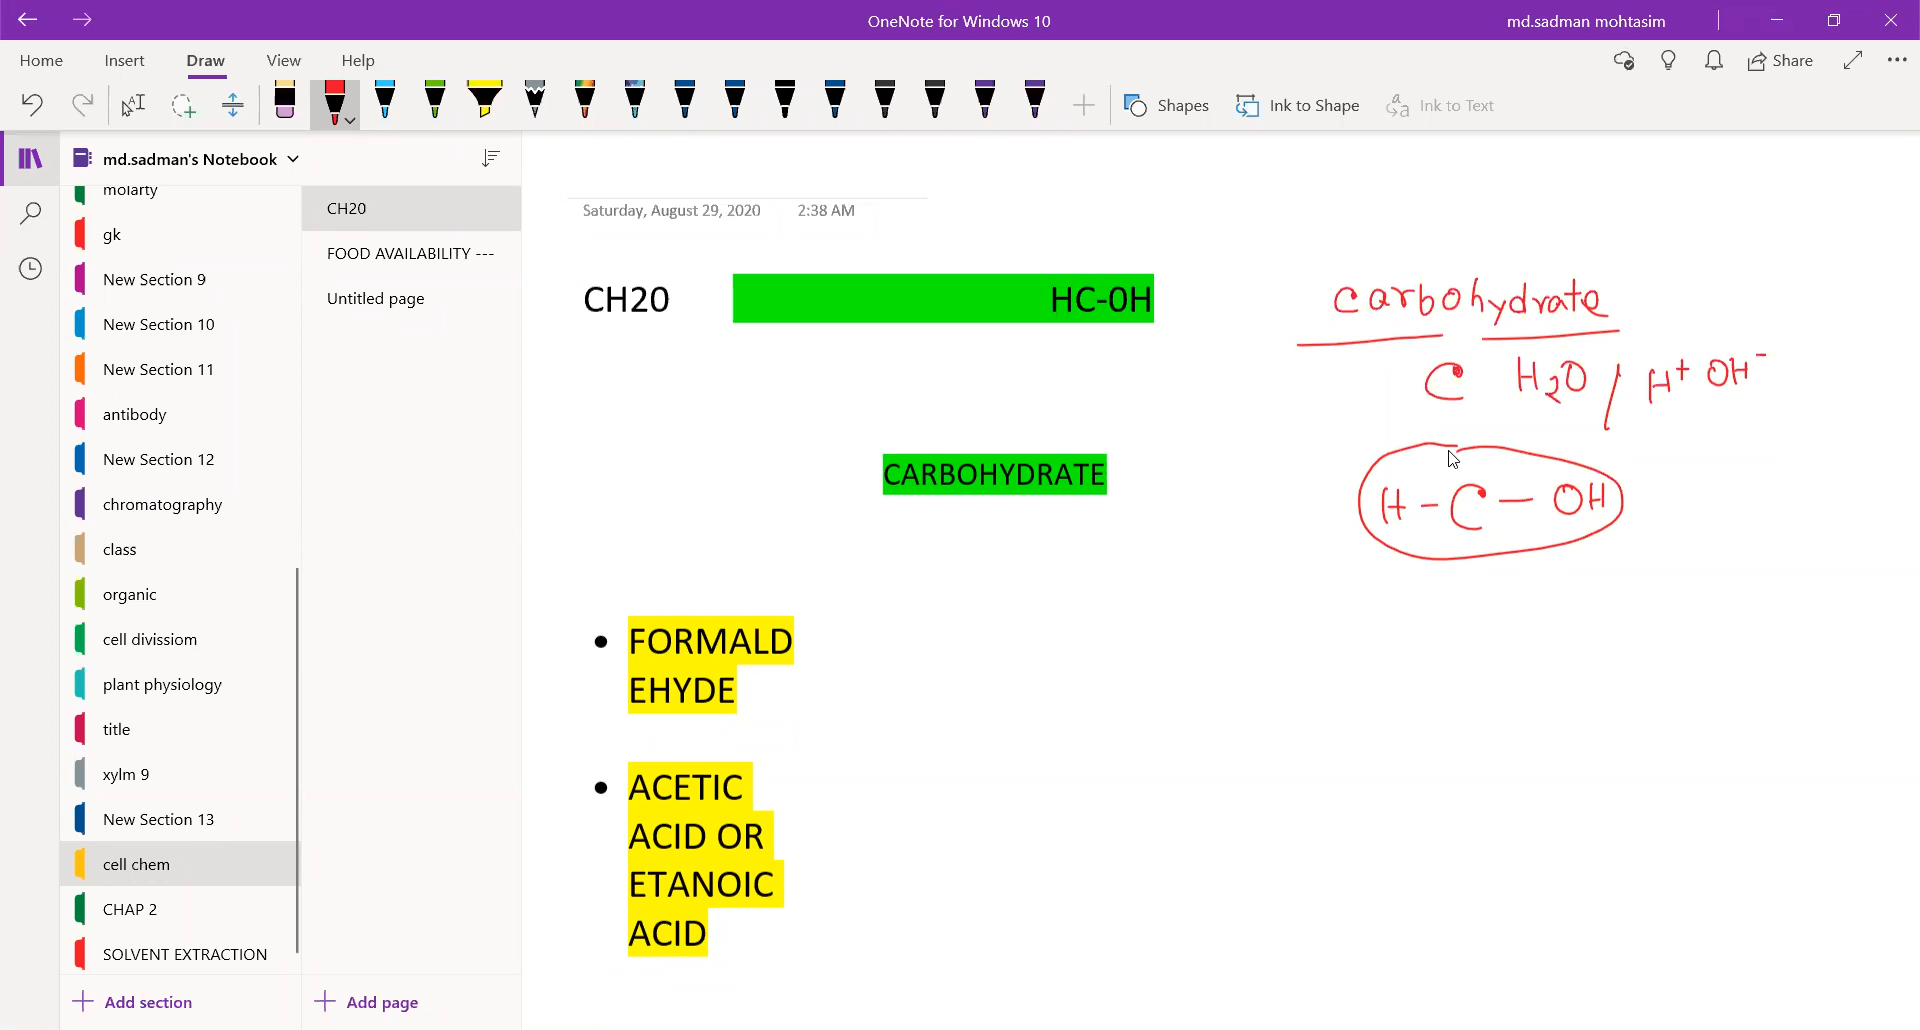 OneNote for Windows 10
md.sadman mohtasim
Home
Insert
Draw
View
Help
Share
Shapes
Ink to Shape
Ink to Text
md.sadman's Notebook
molarty
gk
New Section 9
New Section 10
New Section 11
antibody
New Section 12
chromatography
class
organic
cell divissiom
plant physiology
title
xylm 9
New Section 13
cell chem
CHAP 2
SOLVENT EXTRACTION
Add section
CH20
FOOD AVAILABILITY ---
Untitled page
Add page
Saturday, August 29, 2020 2:38 AM
CH20 HC-0H
CARBOHYDRATE
FORMALD
EHYDE
ACETIC
ACID OR
ETANOIC
ACID
carbohydrate
C H₂O / H⁺ OH⁻
H - C - OH